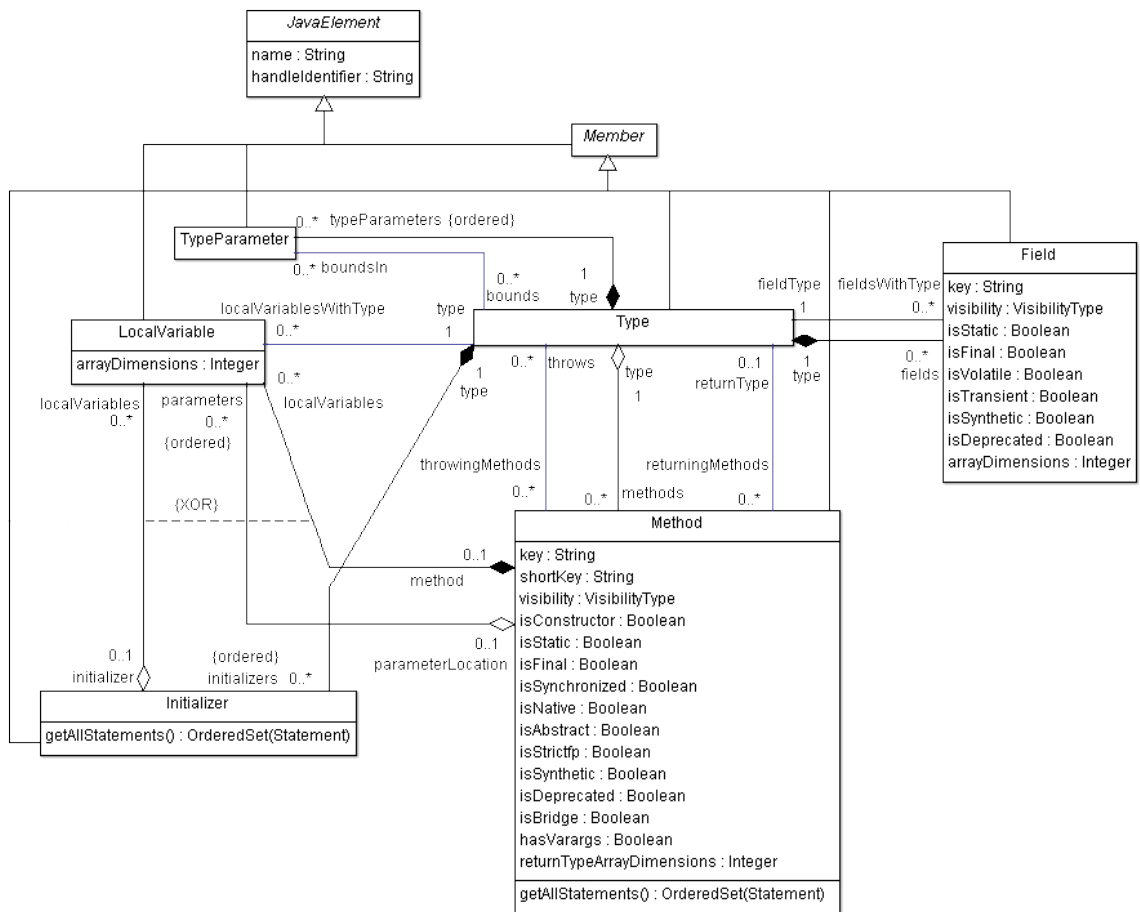 JavaElement
name : String
handleIdentifier : String
Member
TypeParameter
0..* typeParameters {ordered}
0..* boundsIn
0..*
bounds
1
type
Field
key : String
visibility : VisibilityType
isStatic : Boolean
isFinal : Boolean
isVolatile : Boolean
isTransient : Boolean
isSynthetic : Boolean
isDeprecated : Boolean
arrayDimensions : Integer
fieldType
1
fieldsWithType
0..*
localVariablesWithType
0..*
type
1
Type
LocalVariable
arrayDimensions : Integer
1
type
0..*
fields
1
type
0..*
throws
type
1
0..1
returnType
0..*
localVariables
localVariables
0..*
parameters
0..*
{ordered}
throwingMethods
0..*
0..*
methods
returningMethods
0..*
{XOR}
Method
key : String
shortKey : String
visibility : VisibilityType
isConstructor : Boolean
isStatic : Boolean
isFinal : Boolean
isSynchronized : Boolean
isNative : Boolean
isAbstract : Boolean
isStrictfp : Boolean
isSynthetic : Boolean
isDeprecated : Boolean
isBridge : Boolean
hasVarargs : Boolean
returnTypeArrayDimensions : Integer
getAllStatements() : OrderedSet(Statement)
0..1
method
0..1
parameterLocation
0..1
initializer
{ordered}
initializers 0..*
Initializer
getAllStatements() : OrderedSet(Statement)